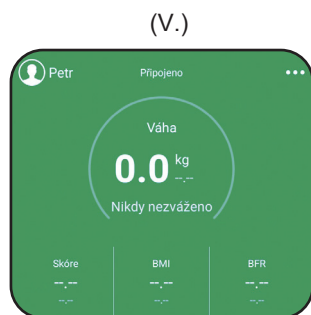 (V.)
Petr Připojeno •••
Váha
0.0 kg
--.--
Nikdy nezváženo
Skóre BMI BFR
--.-- --.-- --.--
--.-- --.-- --.--